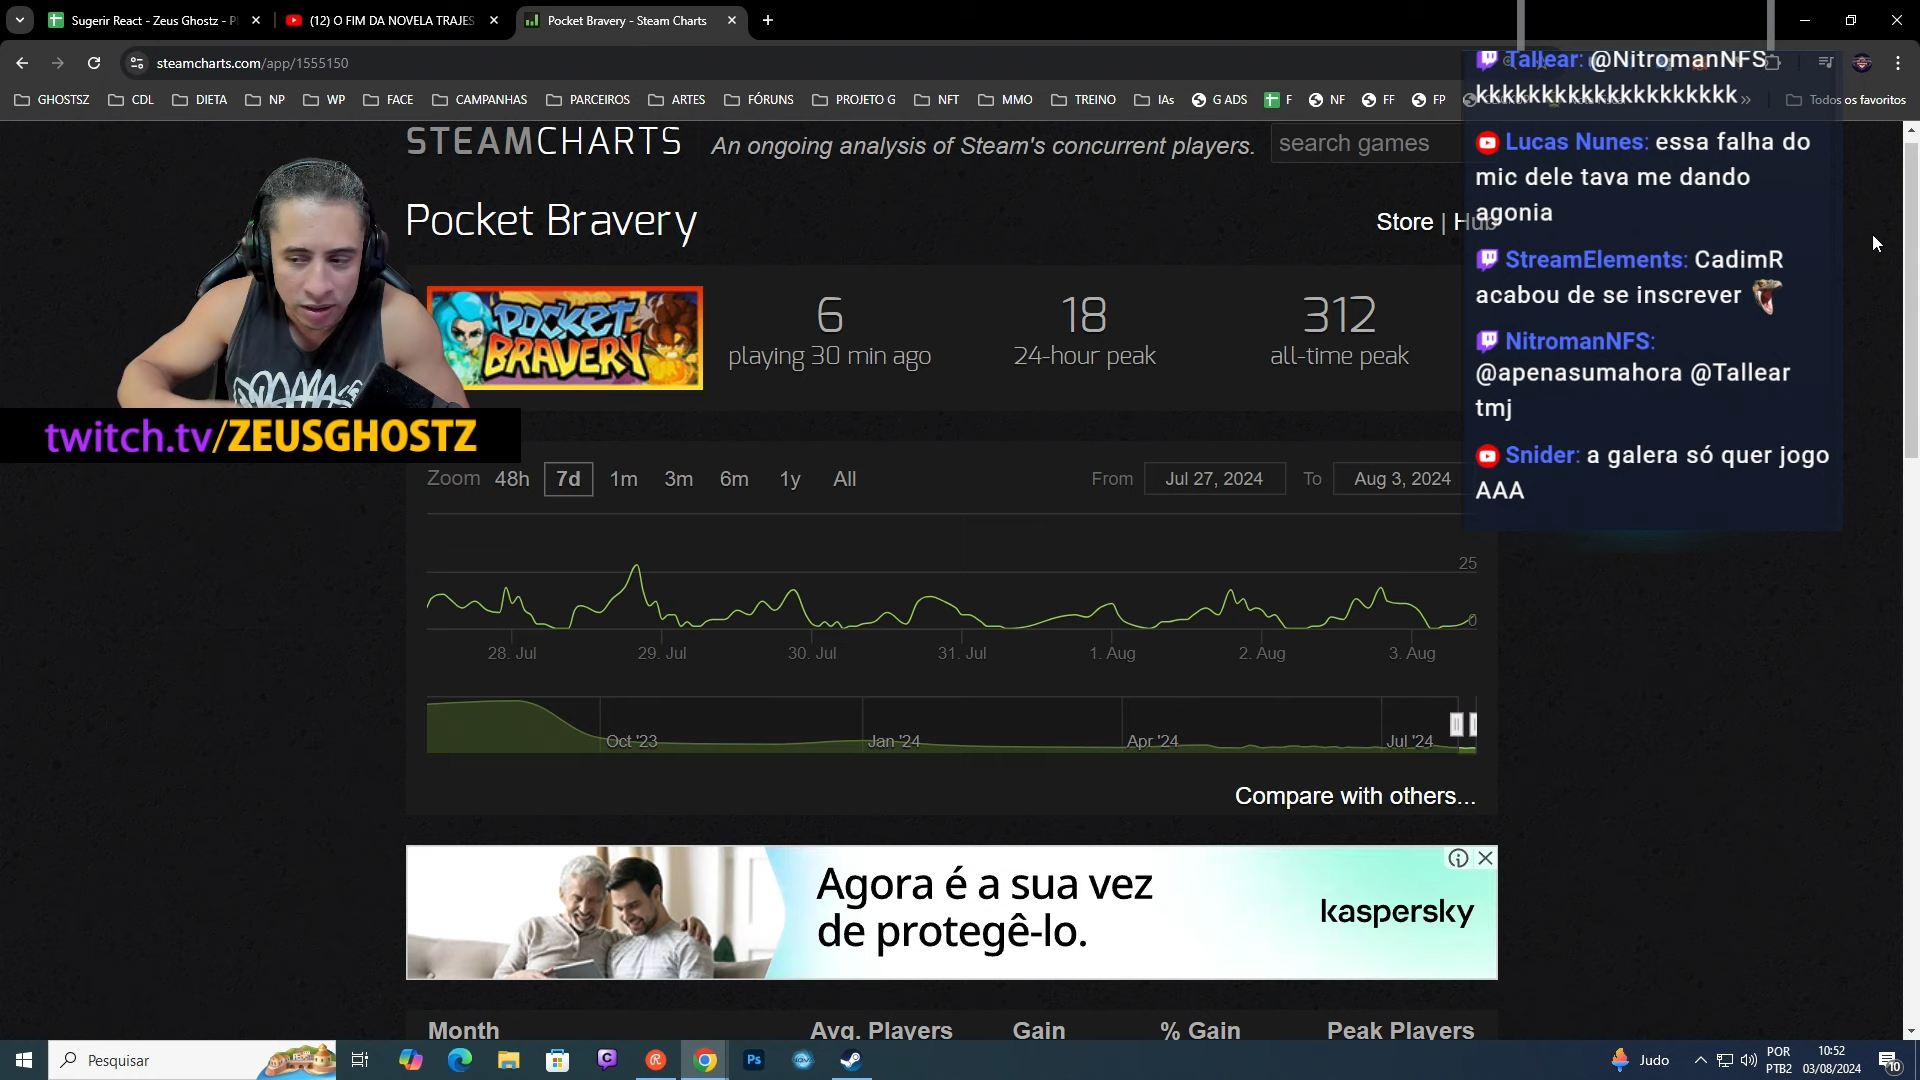 Sugerir React - Zeus Ghostz - P
(12) O FIM DA NOVELA TRAJES
Pocket Bravery - Steam Charts
steamcharts.com/app/1555150
GHOSTSZ
CDL
DIETA
NP
WP
FACE
CAMPANHAS
PARCEIROS
ARTES
FÓRUNS
PROJETO G
NFT
MMO
TREINO
IAs
G ADS
F
NF
FF
FP
Todos os favoritos
STEAMCHARTS
An ongoing analysis of Steam's concurrent players.
search games
Pocket Bravery
Store | Hub
POCKET
BRAVERY
6
playing 30 min ago
18
24-hour peak
312
all-time peak
twitch.tv/ZEUSGHOSTZ
Tallear: @NitromanNFS
kkkkkkkkkkkkkkkkkkkk
Lucas Nunes: essa falha do
mic dele tava me dando
agonia
StreamElements: CadimR
acabou de se inscrever
NitromanNFS:
@apenasumahora @Tallear
tmj
Snider: a galera só quer jogo
AAA
Zoom 48h 7d 1m 3m 6m 1y All
From Jul 27, 2024 To Aug 3, 2024
25
0
28. Jul 29. Jul 30. Jul 31. Jul 1. Aug 2. Aug 3. Aug
Oct '23 Jan '24 Apr '24 Jul '24
Compare with others...
Agora é a sua vez
de protegê-lo.
kaspersky
Month Avg. Players Gain % Gain Peak Players
Pesquisar
Ps
Judo
POR
PTB2
10:52
03/08/2024
10